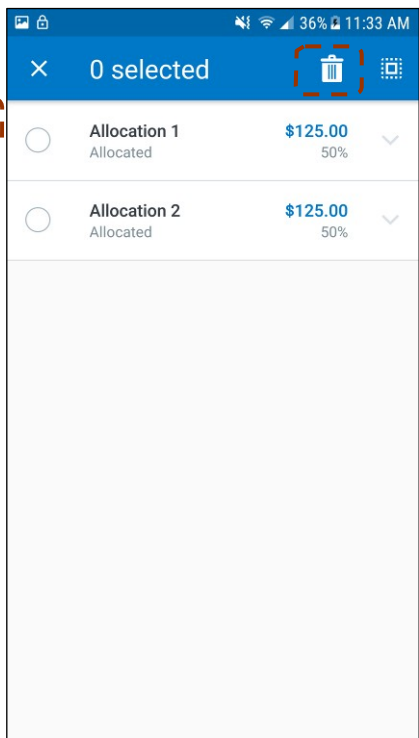 36% 11:33 AM
0 selected
Allocation 1 $125.00
Allocated 50%
Allocation 2 $125.00
Allocated 50%